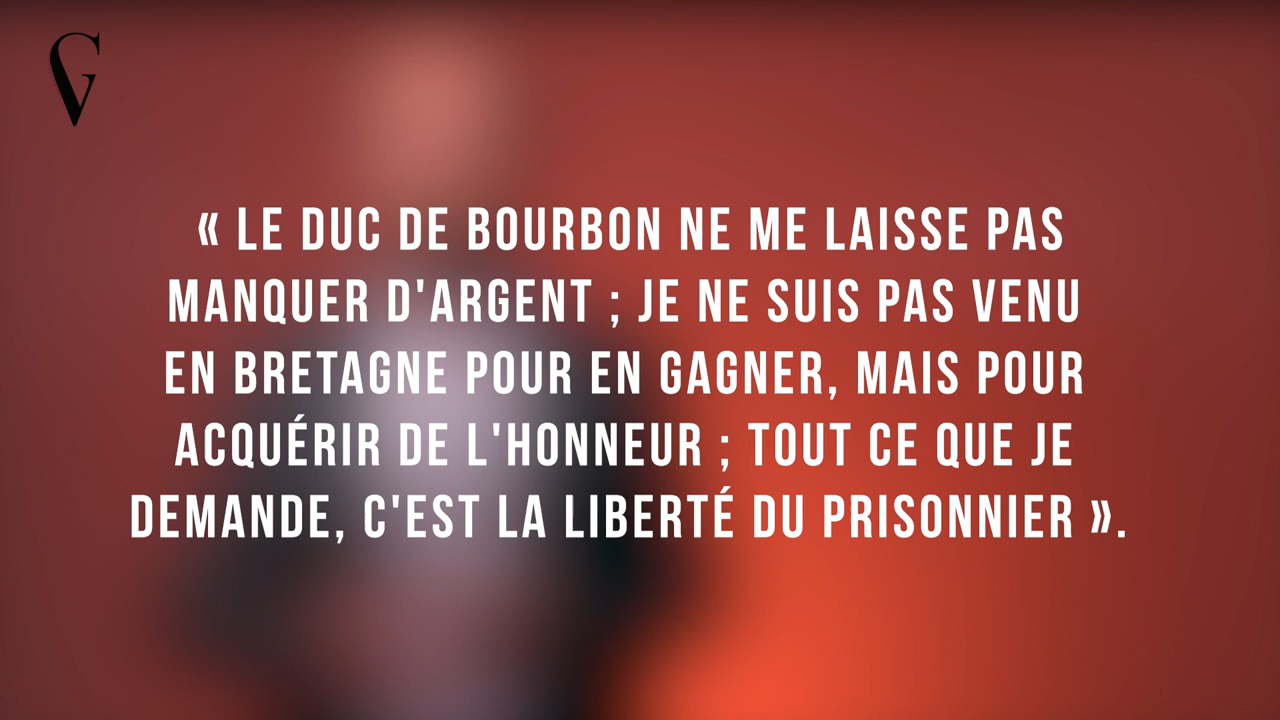 « LE DUC DE BOURBON NE ME LAISSE PAS
MANQUER D'ARGENT ; JE NE SUIS PAS VENU
EN BRETAGNE POUR EN GAGNER, MAIS POUR
ACQUÉRIR DE L'HONNEUR ; TOUT CE QUE JE
DEMANDE, C'EST LA LIBERTÉ DU PRISONNIER ».